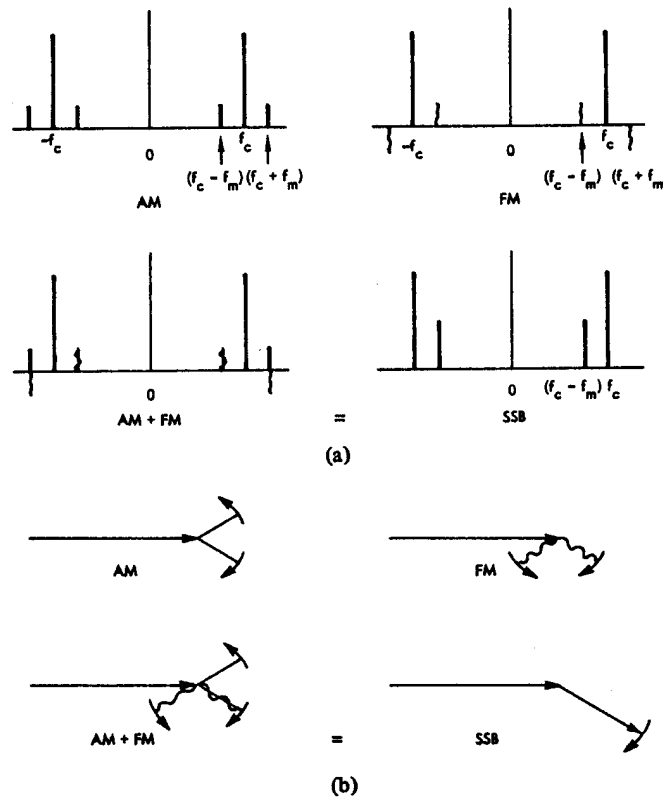 -f_c 0 f_c
(f_c - f_m) (f_c + f_m)
AM
-f_c 0 f_c
(f_c - f_m) (f_c + f_m
FM
0
AM + FM
=
0 (f_c - f_m) f_c
SSB
(a)
AM
FM
AM + FM
=
SSB
(b)